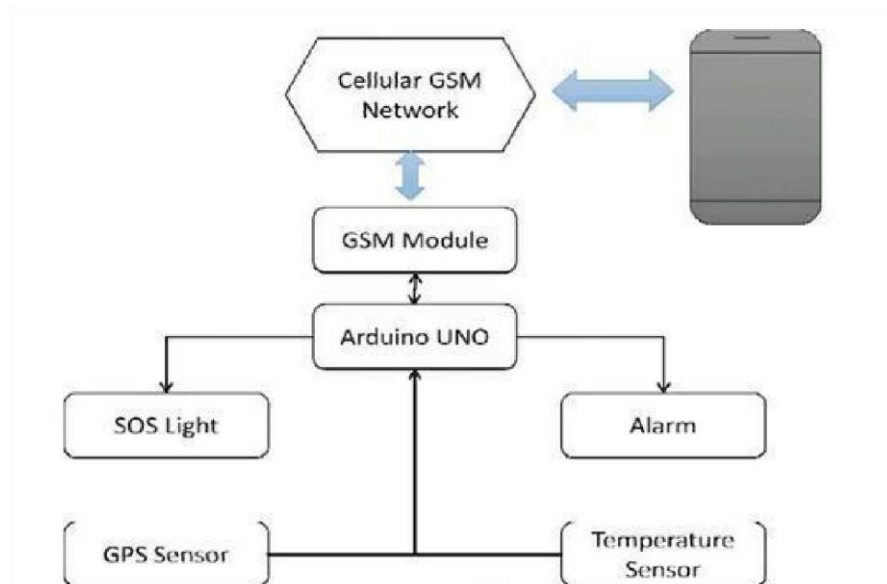 Cellular GSM
Network
GSM Module
Arduino UNO
SOS Light
Alarm
GPS Sensor
Temperature
Sensor